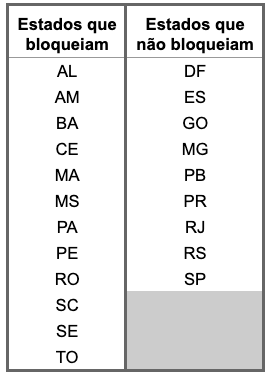 Estados que bloqueiam	Estados que não bloqueiam
AL	DF
AM	ES
BA	GO
CE	MG
MA	PB
MS	PR
PA	RJ
PE	RS
RO	SP
SC
SE
TO